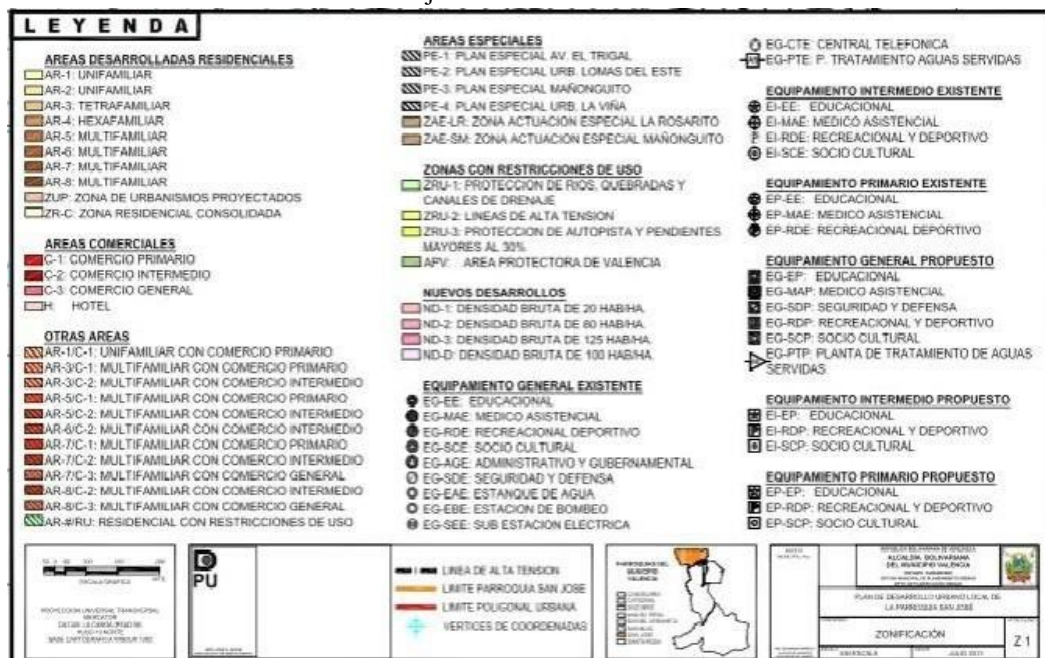 LEYENDA
AREAS DESARROLLADAS RESIDENCIALES
AR-1: UNIFAMILIAR
AR-2: UNIFAMILIAR
AR-3: TETRAFAMILIAR
AR-4: HEXAFAMILIAR
AR-5: MULTIFAMILIAR
AR-6: MULTIFAMILIAR
AR-7: MULTIFAMILIAR
AR-8: MULTIFAMILIAR
ZUP: ZONA DE URBANISMOS PROYECTADOS
ZR-C: ZONA RESIDENCIAL CONSOLIDADA
AREAS COMERCIALES
C-1: COMERCIO PRIMARIO
C-2: COMERCIO INTERMEDIO
C-3: COMERCIO GENERAL
H: HOTEL
OTRAS AREAS
AR-1/C-1: UNIFAMILIAR CON COMERCIO PRIMARIO
AR-3/C-1: MULTIFAMILIAR CON COMERCIO PRIMARIO
AR-3/C-2: MULTIFAMILIAR CON COMERCIO INTERMEDIO
AR-5/C-1: MULTIFAMILIAR CON COMERCIO PRIMARIO
AR-5/C-2: MULTIFAMILIAR CON COMERCIO INTERMEDIO
AR-6/C-2: MULTIFAMILIAR CON COMERCIO INTERMEDIO
AR-7/C-1: MULTIFAMILIAR CON COMERCIO PRIMARIO
AR-7/C-2: MULTIFAMILIAR CON COMERCIO INTERMEDIO
AR-7/C-3: MULTIFAMILIAR CON COMERCIO GENERAL
AR-8/C-2: MULTIFAMILIAR CON COMERCIO INTERMEDIO
AR-8/C-3: MULTIFAMILIAR CON COMERCIO GENERAL
AR-#/RU: RESIDENCIAL CON RESTRICCIONES DE USO
AREAS ESPECIALES
PE-1: PLAN ESPECIAL AV. EL TRIGAL
PE-2: PLAN ESPECIAL URB. LOMAS DEL ESTE
PE-3: PLAN ESPECIAL MAÑONGUITO
PE-4: PLAN ESPECIAL URB. LA VIÑA
ZAE-LR: ZONA ACTUACION ESPECIAL LA ROSARITO
ZAE-SM: ZONA ACTUACION ESPECIAL MAÑONGUITO
ZONAS CON RESTRICCIONES DE USO
ZRU-1: PROTECCION DE RIOS, QUEBRADAS Y
CANALES DE DRENAJE
ZRU-2: LINEAS DE ALTA TENSION
ZRU-3: PROTECCION DE AUTOPISTA Y PENDIENTES
MAYORES AL 30%
APV: AREA PROTECTORA DE VALENCIA
NUEVOS DESARROLLOS
ND-1: DENSIDAD BRUTA DE 20 HAB/HA.
ND-2: DENSIDAD BRUTA DE 80 HAB/HA.
ND-3: DENSIDAD BRUTA DE 125 HAB/HA.
ND-D: DENSIDAD BRUTA DE 100 HAB/HA.
EQUIPAMIENTO GENERAL EXISTENTE
EG-EE: EDUCACIONAL
EG-MAE: MEDICO ASISTENCIAL
EG-RDE: RECREACIONAL DEPORTIVO
EG-SCE: SOCIO CULTURAL
EG-AGE: ADMINISTRATIVO Y GUBERNAMENTAL
EG-SDE: SEGURIDAD Y DEFENSA
EG-EAE: ESTANQUE DE AGUA
EG-EBE: ESTACION DE BOMBEO
EG-SEE: SUB ESTACION ELECTRICA
EG-CTE: CENTRAL TELEFONICA
EG-PTE: P. TRATAMIENTO AGUAS SERVIDAS
EQUIPAMIENTO INTERMEDIO EXISTENTE
EI-EE: EDUCACIONAL
EI-MAE: MEDICO ASISTENCIAL
EI-RDE: RECREACIONAL Y DEPORTIVO
EI-SCE: SOCIO CULTURAL
EQUIPAMIENTO PRIMARIO EXISTENTE
EP-EE: EDUCACIONAL
EP-MAE: MEDICO ASISTENCIAL
EP-RDE: RECREACIONAL DEPORTIVO
EQUIPAMIENTO GENERAL PROPUESTO
EG-EP: EDUCACIONAL
EG-MAP: MEDICO ASISTENCIAL
EG-SDP: SEGURIDAD Y DEFENSA
EG-RDP: RECREACIONAL Y DEPORTIVO
EG-SCP: SOCIO CULTURAL
EG-PTP: PLANTA DE TRATAMIENTO DE AGUAS
SERVIDAS
EQUIPAMIENTO INTERMEDIO PROPUESTO
EI-EP: EDUCACIONAL
EI-RDP: RECREACIONAL Y DEPORTIVO
EI-SCP: SOCIO CULTURAL
EQUIPAMIENTO PRIMARIO PROPUESTO
EP-EP: EDUCACIONAL
EP-RDP: RECREACIONAL Y DEPORTIVO
EP-SCP: SOCIO CULTURAL
ESCALA GRAFICA
PROYECCION UNIVERSAL TRANSVERSAL
MERCATOR
PU
LINEA DE ALTA TENSION
LIMITE PARROQUIA SAN JOSE
LIMITE POLIGONAL URBANA
VERTICES DE COORDENADAS
PARROQUIAS DEL
MUNICIPIO
VALENCIA
SAN JOSE
SANTA ROSA
ALCALDIA BOLIVARIANA
DEL MUNICIPIO VALENCIA
PLAN DE DESARROLLO URBANO LOCAL DE
LA PARROQUIA SAN JOSE
ZONIFICACIÓN
Z 1
SIN ESCALA